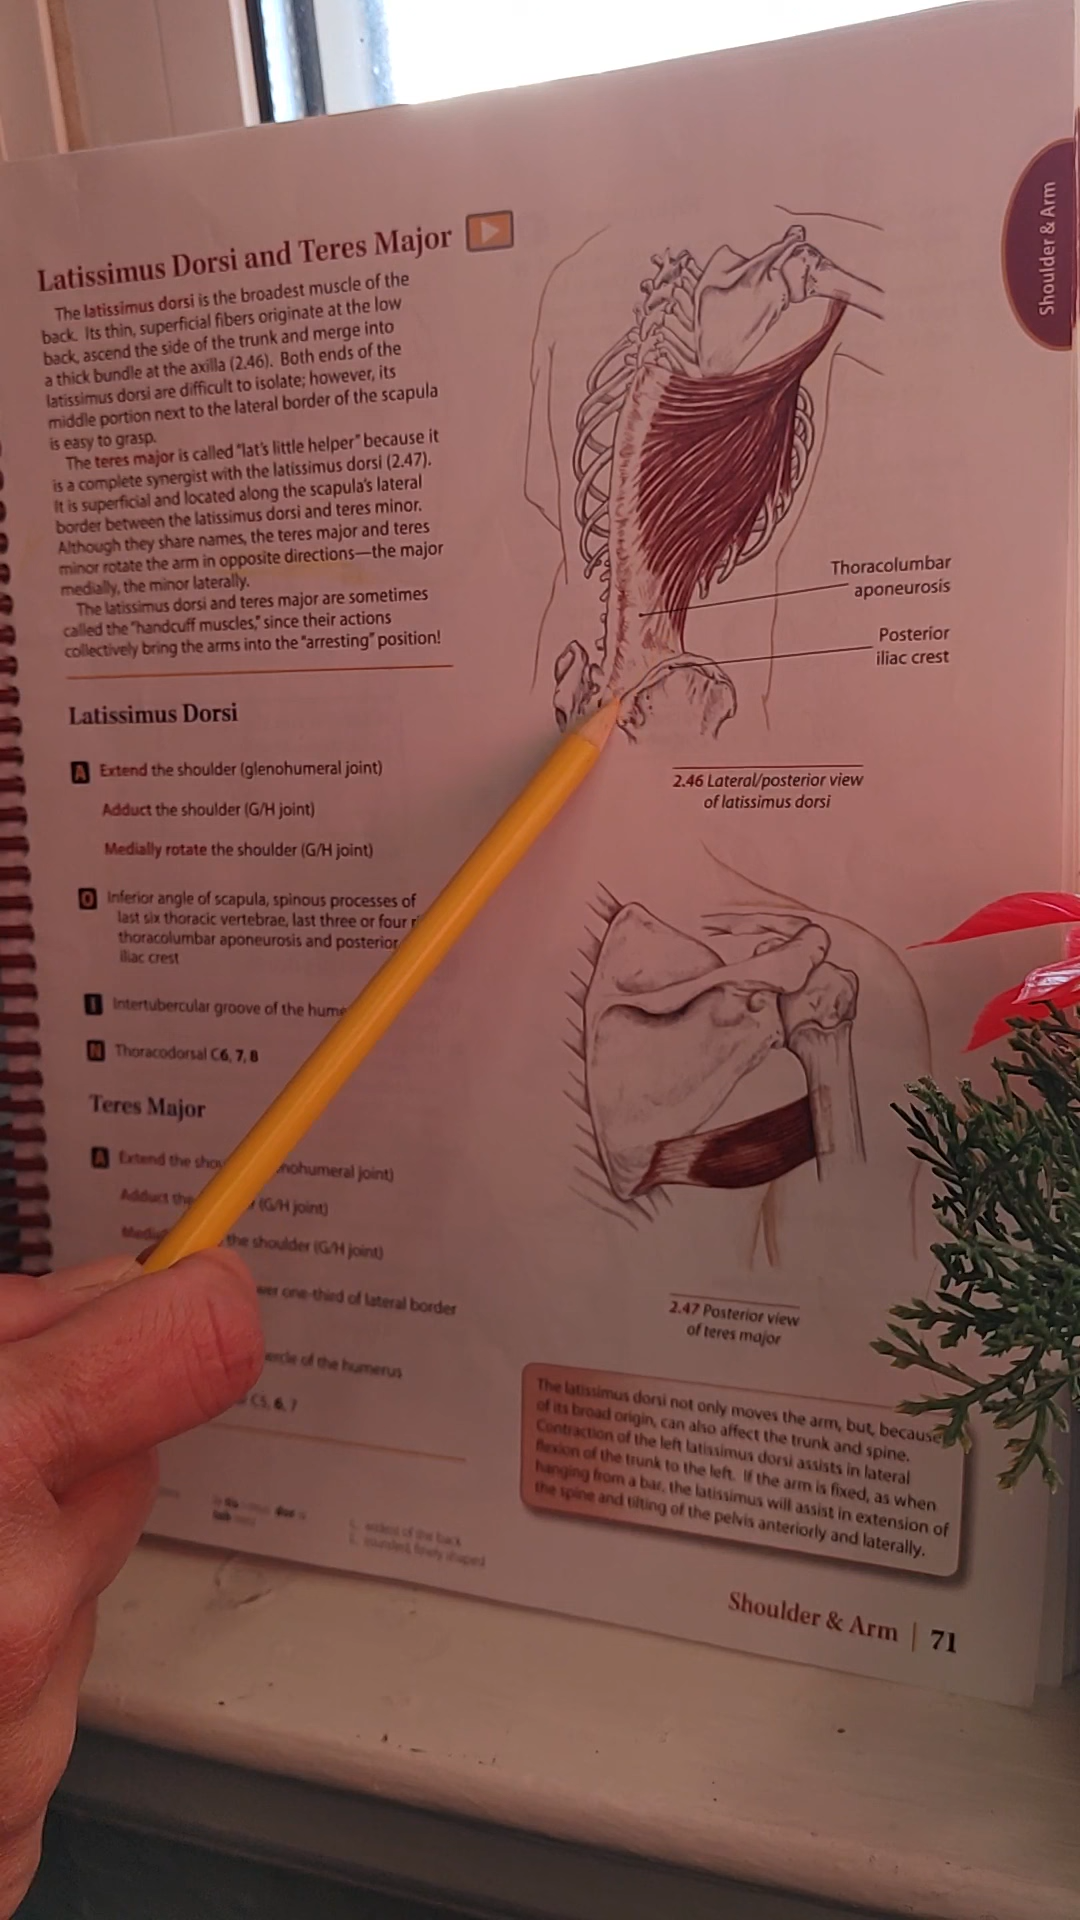 Latissimus Dorsi and Teres Major
The latissimus dorsi is the broadest muscle of the
back. Its thin, superficial fibers originate at the low
back, ascend the side of the trunk and merge into
a thick bundle at the axilla (2.46). Both ends of the
latissimus dorsi are difficult to isolate; however, its
middle portion next to the lateral border of the scapula
is easy to grasp.
The teres major is called "lat's little helper" because it
is a complete synergist with the latissimus dorsi (2.47).
It is superficial and located along the scapula's lateral
border between the latissimus dorsi and teres minor.
Although they share names, the teres major and teres
minor rotate the arm in opposite directions—the major
medially, the minor laterally.
The latissimus dorsi and teres major are sometimes
called the "handcuff muscles," since their actions
collectively bring the arms into the "arresting" position!
Latissimus Dorsi
A Extend the shoulder (glenohumeral joint)
Adduct the shoulder (G/H joint)
Medially rotate the shoulder (G/H joint)
O Inferior angle of scapula, spinous processes of
last six thoracic vertebrae, last three or four
thoracolumbar aponeurosis and posterior
iliac crest
I Intertubercular groove of the
N Thoracodorsal C6, 7, 8
Teres Major
A Extend the joint)
Adduct the (G/H joint)
the shoulder (G/H joint)
one-third of lateral border
of the humerus
C5, 6, 7
widest of the back
finely shaped
Thoracolumbar
aponeurosis
Posterior
iliac crest
2.46 Lateral/posterior view
of latissimus dorsi
2.47 Posterior view
of teres major
The latissimus dorsi not only moves the arm, but, because
of its broad origin, can also affect the trunk and spine.
Contraction of the left latissimus dorsi assists in lateral
flexion of the trunk to the left. If the arm is fixed, as when
hanging from a bar, the latissimus will assist in extension of
the spine and tilting of the pelvis anteriorly and laterally.
Shoulder & Arm | 71
Shoulder & Arm